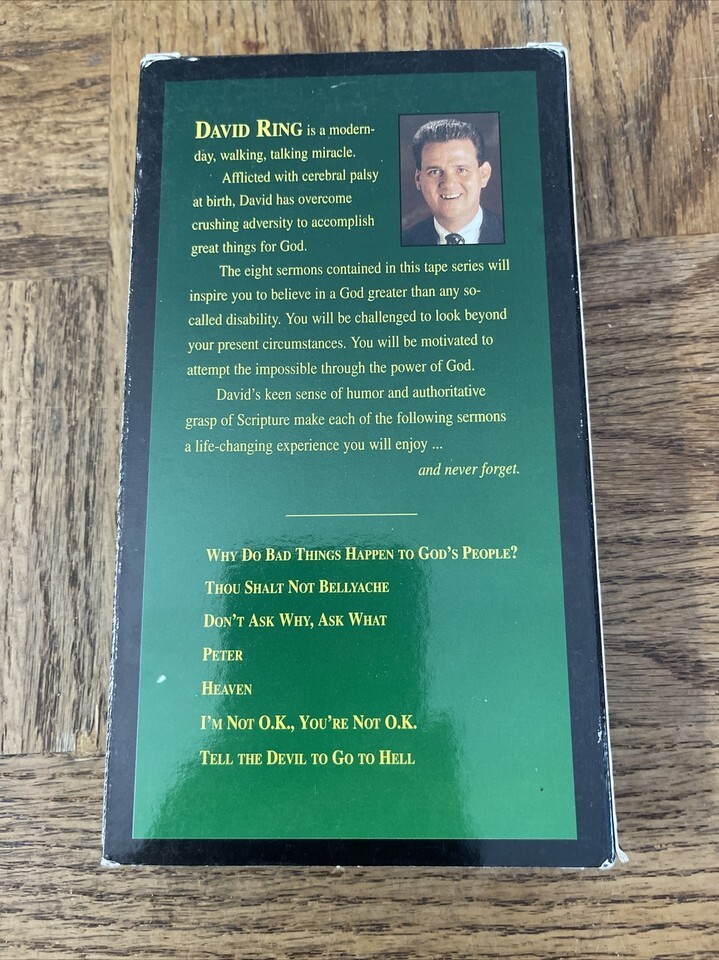 DAVID RING is a modern-
day, walking, talking miracle.
Afflicted with cerebral palsy
at birth, David has overcome
crushing adversity to accomplish
great things for God.
The eight sermons contained in this tape series will
inspire you to believe in a God greater than any so-
called disability. You will be challenged to look beyond
your present circumstances. You will be motivated to
attempt the impossible through the power of God.
David's keen sense of humor and authoritative
grasp of Scripture make each of the following sermons
a life-changing experience you will enjoy ...
and never forget.
WHY DO BAD THINGS HAPPEN TO GOD'S PEOPLE?
THOU SHALT NOT BELLYACHE
DON'T ASK WHY, ASK WHAT
PETER
HEAVEN
I'M NOT O.K., YOU'RE NOT O.K.
TELL THE DEVIL TO GO TO HELL